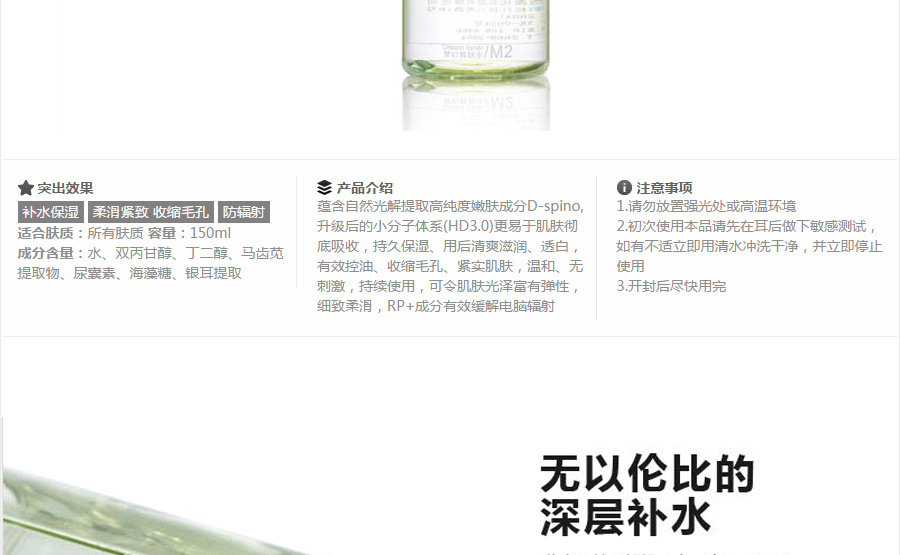 Dream toner/M2
突出效果
补水保湿 柔滑紧致 收缩毛孔 防辐射
适合肤质：所有肤质 容量：150ml
成分含量：水、双丙甘醇、丁二醇、马齿苋
提取物、尿囊素、海藻糖、银耳提取
产品介绍
蕴含自然光解提取高纯度嫩肤成分D-spino,
升级后的小分子体系(HD3.0)更易于肌肤彻
底吸收，持久保湿、用后清爽滋润、透白，
有效控油、收缩毛孔、紧实肌肤，温和、无
刺激，持续使用，可令肌肤光泽富有弹性，
细致柔滑，RP+成分有效缓解电脑辐射
注意事项
1.请勿放置强光处或高温环境
2.初次使用本品请先在耳后做下敏感测试，
如有不适立即用清水冲洗干净，并立即停止
使用
3.开封后尽快用完
无以伦比的
深层补水